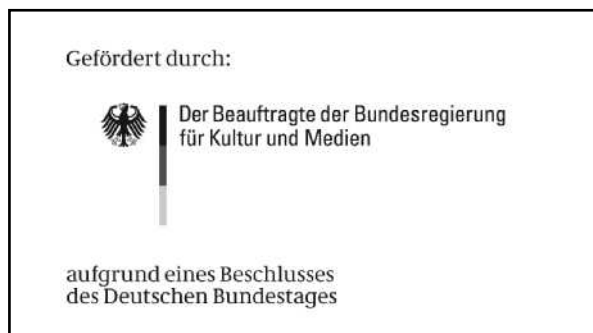 Gefördert durch:
Der Beauftragte der Bundesregierung
für Kultur und Medien
aufgrund eines Beschlusses
des Deutschen Bundestages